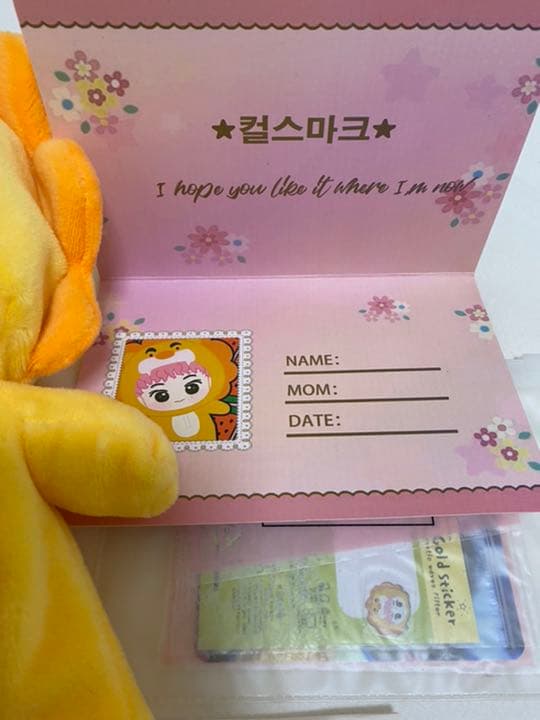 ★컬스마크★
I hope you like it where I,m now
NAME:
MOM:
DATE:
Gold Sticker